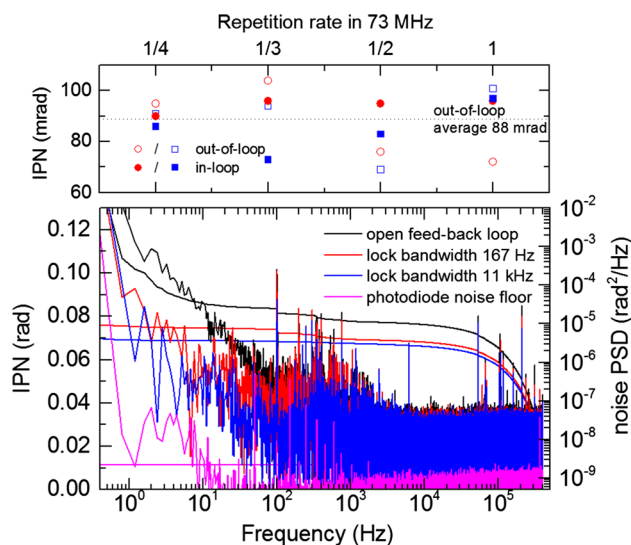 Repetition rate in 73 MHz
1/4 1/3 1/2 1
IPN (mrad)
100
80
60
out-of-loop
average 88 mrad
/ out-of-loop
/ in-loop
IPN (rad)
0.12
0.10
0.08
0.06
0.04
0.02
0.00
open feed-back loop
lock bandwidth 167 Hz
lock bandwidth 11 kHz
photodiode noise floor
10⁻²
10⁻³
10⁻⁴
10⁻⁵
10⁻⁶
10⁻⁷
10⁻⁸
10⁻⁹
noise PSD (rad²/Hz)
10⁰ 10¹ 10² 10³ 10⁴ 10⁵
Frequency (Hz)